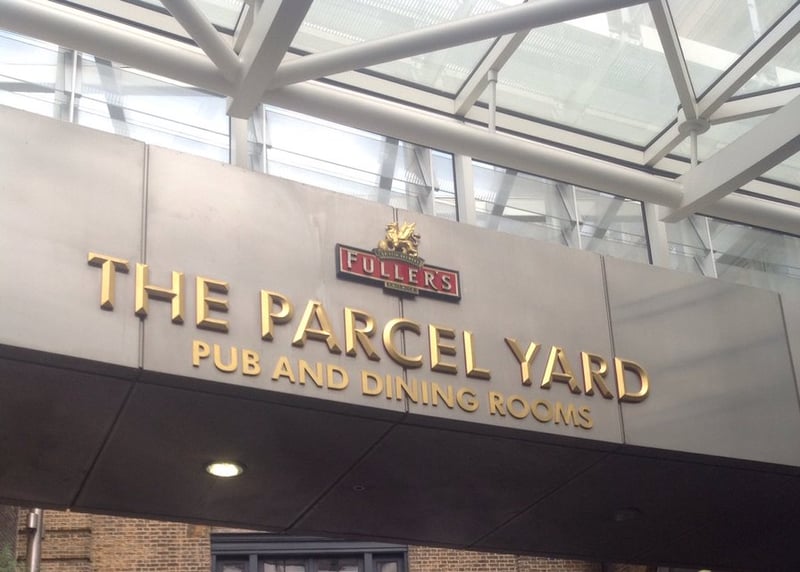 FULLER'S
THE PARCEL YARD
PUB AND DINING ROOMS